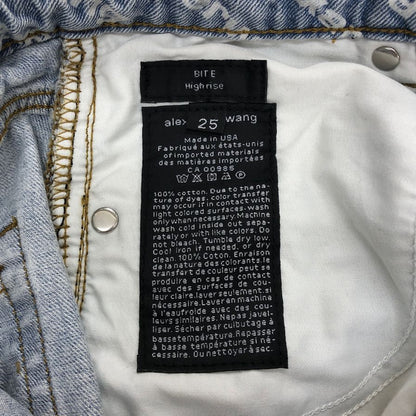 BITE
High rise
ale> 25 wang
Made in USA
Fabriqué aux états-unis
of imported materials
des matières importées
CA 00985
100% cotton. Due to the na-
ture of dyes, color transfer
may occur if in contact with
light colored surfaces. wash
only when necessary. Machine
wash cold inside out sepa-
rately or with like colors. Do
not bleach. Tumble dry low.
Cool iron if needed, or dry
clean. 100% Coton. En raison
de la nature des colorants, le
transfert de couleur peut se
produire en cas de contact
avec des surfaces de cou-
leur claire. laver seulement si
nécessaire. Laver en machine
à l'eau froide avec des cou-
leurs similaires. Ne pas javel-
liser. Sécher par culbutage à
basse température. Repasser
à basse température si né-
cessaire. Ou nettoyer à sec.